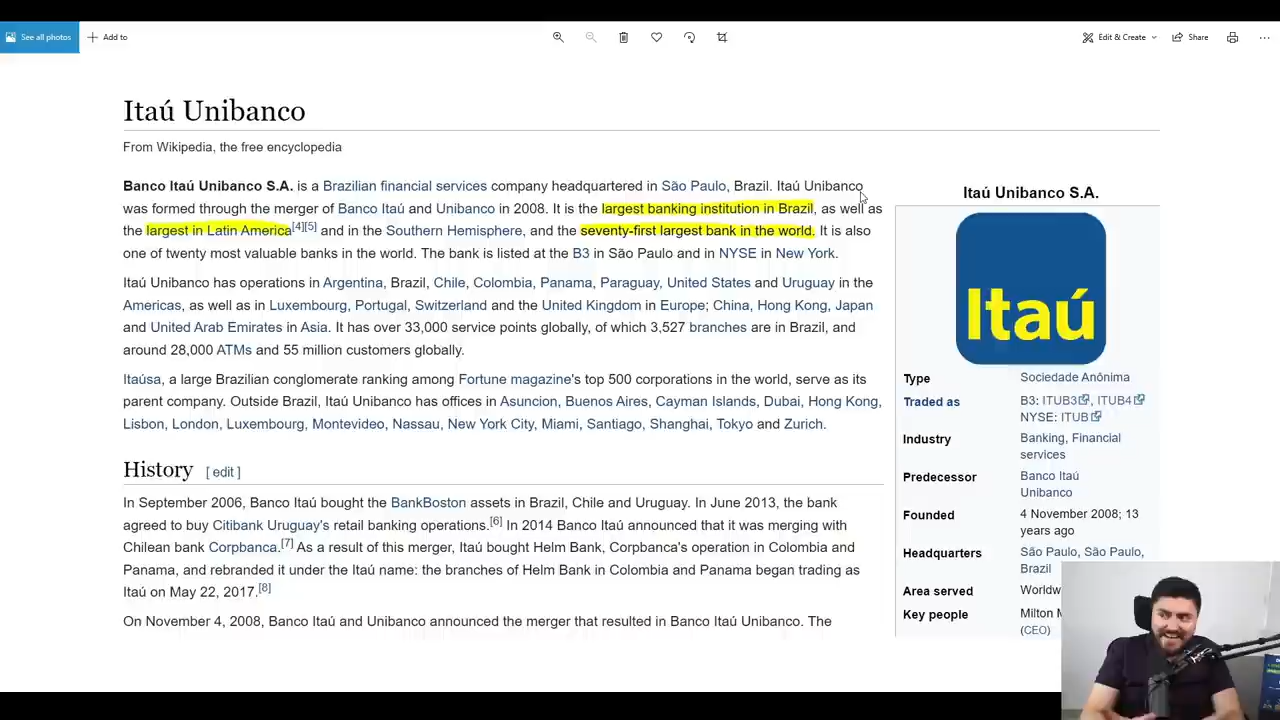 See all photos
Add to
Edit & Create
Share
Itaú Unibanco
From Wikipedia, the free encyclopedia
Banco Itaú Unibanco S.A. is a Brazilian financial services company headquartered in São Paulo, Brazil. Itaú Unibanco
was formed through the merger of Banco Itaú and Unibanco in 2008. It is the largest banking institution in Brazil, as well as
the largest in Latin America[4][5] and in the Southern Hemisphere, and the seventy-first largest bank in the world. It is also
one of twenty most valuable banks in the world. The bank is listed at the B3 in São Paulo and in NYSE in New York.
Itaú Unibanco has operations in Argentina, Brazil, Chile, Colombia, Panama, Paraguay, United States and Uruguay in the
Americas, as well as in Luxembourg, Portugal, Switzerland and the United Kingdom in Europe; China, Hong Kong, Japan
and United Arab Emirates in Asia. It has over 33,000 service points globally, of which 3,527 branches are in Brazil, and
around 28,000 ATMs and 55 million customers globally.
Itaúsa, a large Brazilian conglomerate ranking among Fortune magazine's top 500 corporations in the world, serve as its
parent company. Outside Brazil, Itaú Unibanco has offices in Asuncion, Buenos Aires, Cayman Islands, Dubai, Hong Kong,
Lisbon, London, Luxembourg, Montevideo, Nassau, New York City, Miami, Santiago, Shanghai, Tokyo and Zurich.
History [ edit ]
In September 2006, Banco Itaú bought the BankBoston assets in Brazil, Chile and Uruguay. In June 2013, the bank
agreed to buy Citibank Uruguay's retail banking operations.[6] In 2014 Banco Itaú announced that it was merging with
Chilean bank Corpbanca.[7] As a result of this merger, Itaú bought Helm Bank, Corpbanca's operation in Colombia and
Panama, and rebranded it under the Itaú name: the branches of Helm Bank in Colombia and Panama began trading as
Itaú on May 22, 2017.[8]
On November 4, 2008, Banco Itaú and Unibanco announced the merger that resulted in Banco Itaú Unibanco. The
Itaú Unibanco S.A.
Itaú
Type Sociedade Anônima
Traded as B3: ITUB3, ITUB4
NYSE: ITUB
Industry Banking, Financial
services
Predecessor Banco Itaú
Unibanco
Founded 4 November 2008; 13
years ago
Headquarters São Paulo, São Paulo,
Brazil
Area served
Key people Milton
(CEO)